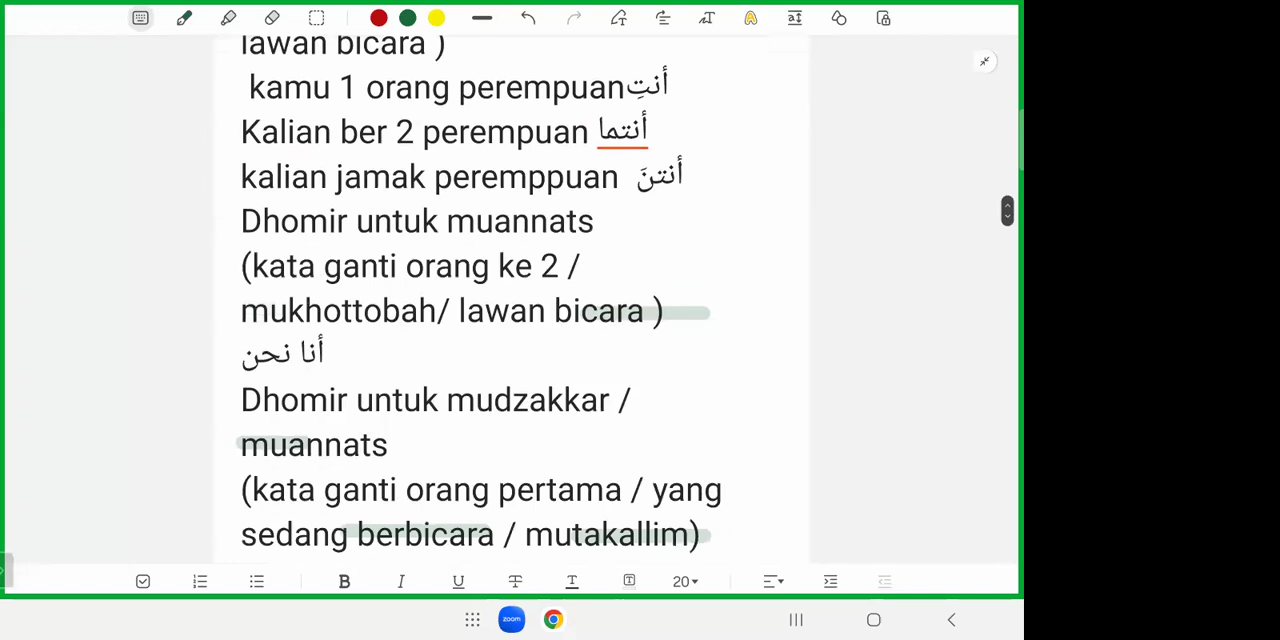 lawan bicara )
kamu 1 orang perempuan أنتِ
Kalian ber 2 perempuan أنتما
kalian jamak peremppuan أنتنَ
Dhomir untuk muannats
(kata ganti orang ke 2 /
mukhottobah/ lawan bicara )
أنا نحن
Dhomir untuk mudzakkar /
muannats
(kata ganti orang pertama / yang
sedang berbicara / mutakallim)
B I U T T T 20
zoom